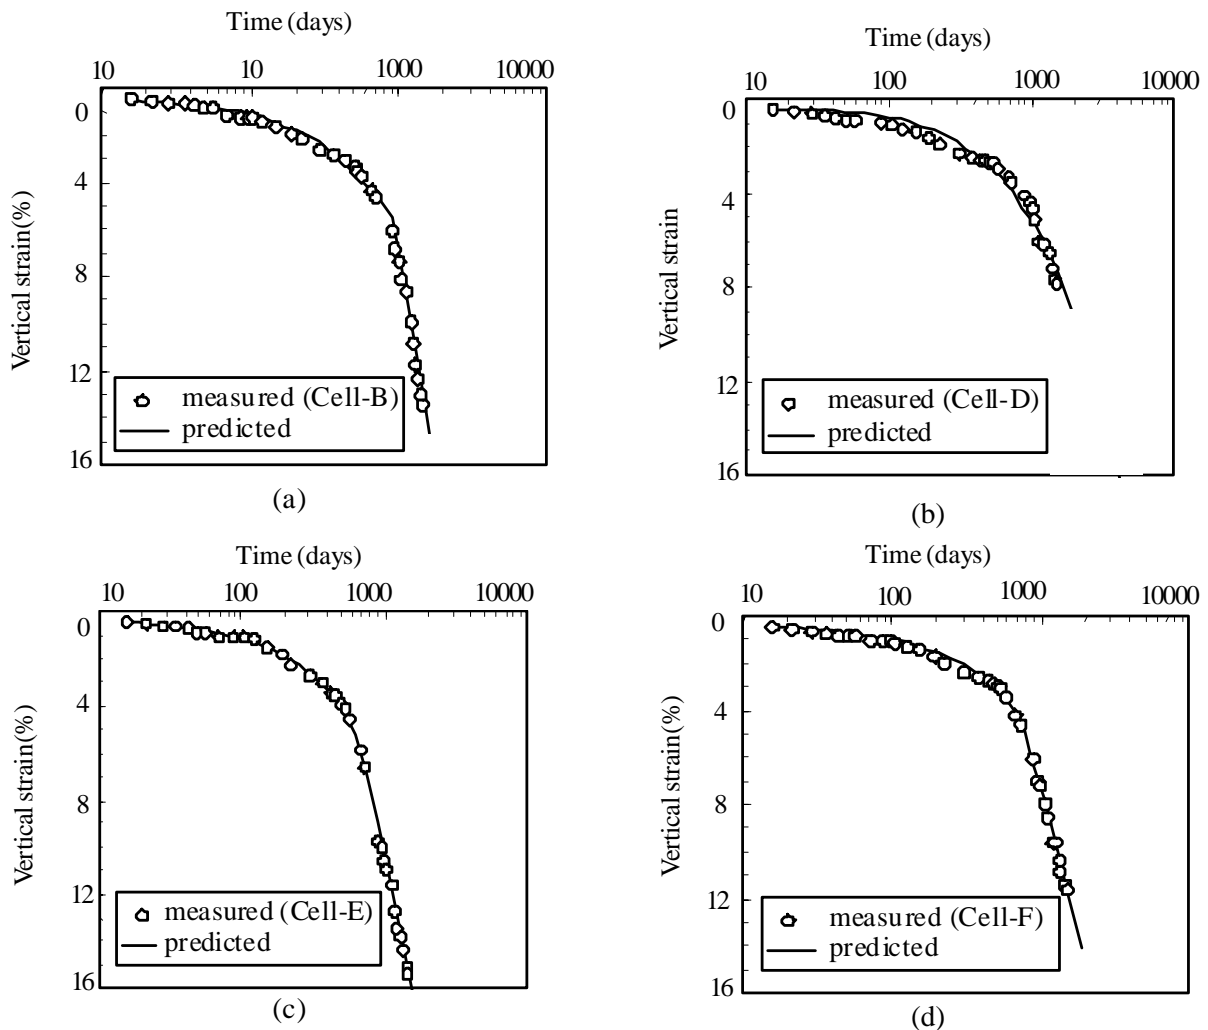 Time (days)
10 10 1000 10000
0
4
8
12
16
Vertical strain(%)
measured (Cell-B)
predicted
(a)
Time (days)
10 100 1000 10000
0
4
8
12
16
Vertical strain
measured (Cell-D)
predicted
(b)
Time (days)
10 100 1000 10000
0
4
8
12
16
Vertical strain(%)
measured (Cell-E)
predicted
(c)
Time (days)
10 100 1000 10000
0
4
8
12
16
Vertical strain(%)
measured (Cell-F)
predicted
(d)